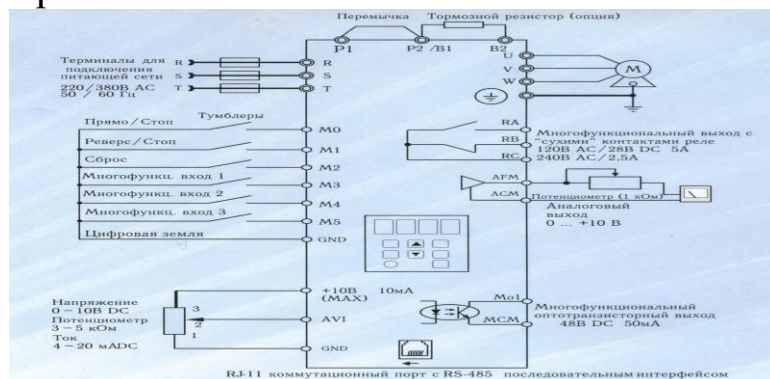 Перемычка Тормозной резистор (опция)
P1 P2 /B1 B2
Терминалы для
подключения
питающей сети
220/380В AC
50 / 60 Гц
R R
S S
T T
U
V
W
M
Тумблеры
Прямо/Стоп M0
Реверс/Стоп M1
Сброс M2
Многофункц. вход 1 M3
Многофункц. вход 2 M4
Многофункц. вход 3 M5
Цифровая земля GND
RA
RB
RC
Многофункциональный выход с
"сухими" контактами реле
120В AC/28В DC 5А
240В AC/2,5А
AFM
ACM
Потенциометр (1 кОм)
Аналоговый
выход
0 ... +10 В
Напряжение
0-10В DC
Потенциометр
3-5 кОм
Ток
4-20 мADC
3
2
1
+10В 10мА
(MAX)
AVI
GND
Mo1
MCM
Многофункциональный
оптотранзисторный выход
48В DC 50мА
RJ-11 коммутационный порт с RS-485 последовательным интерфейсом